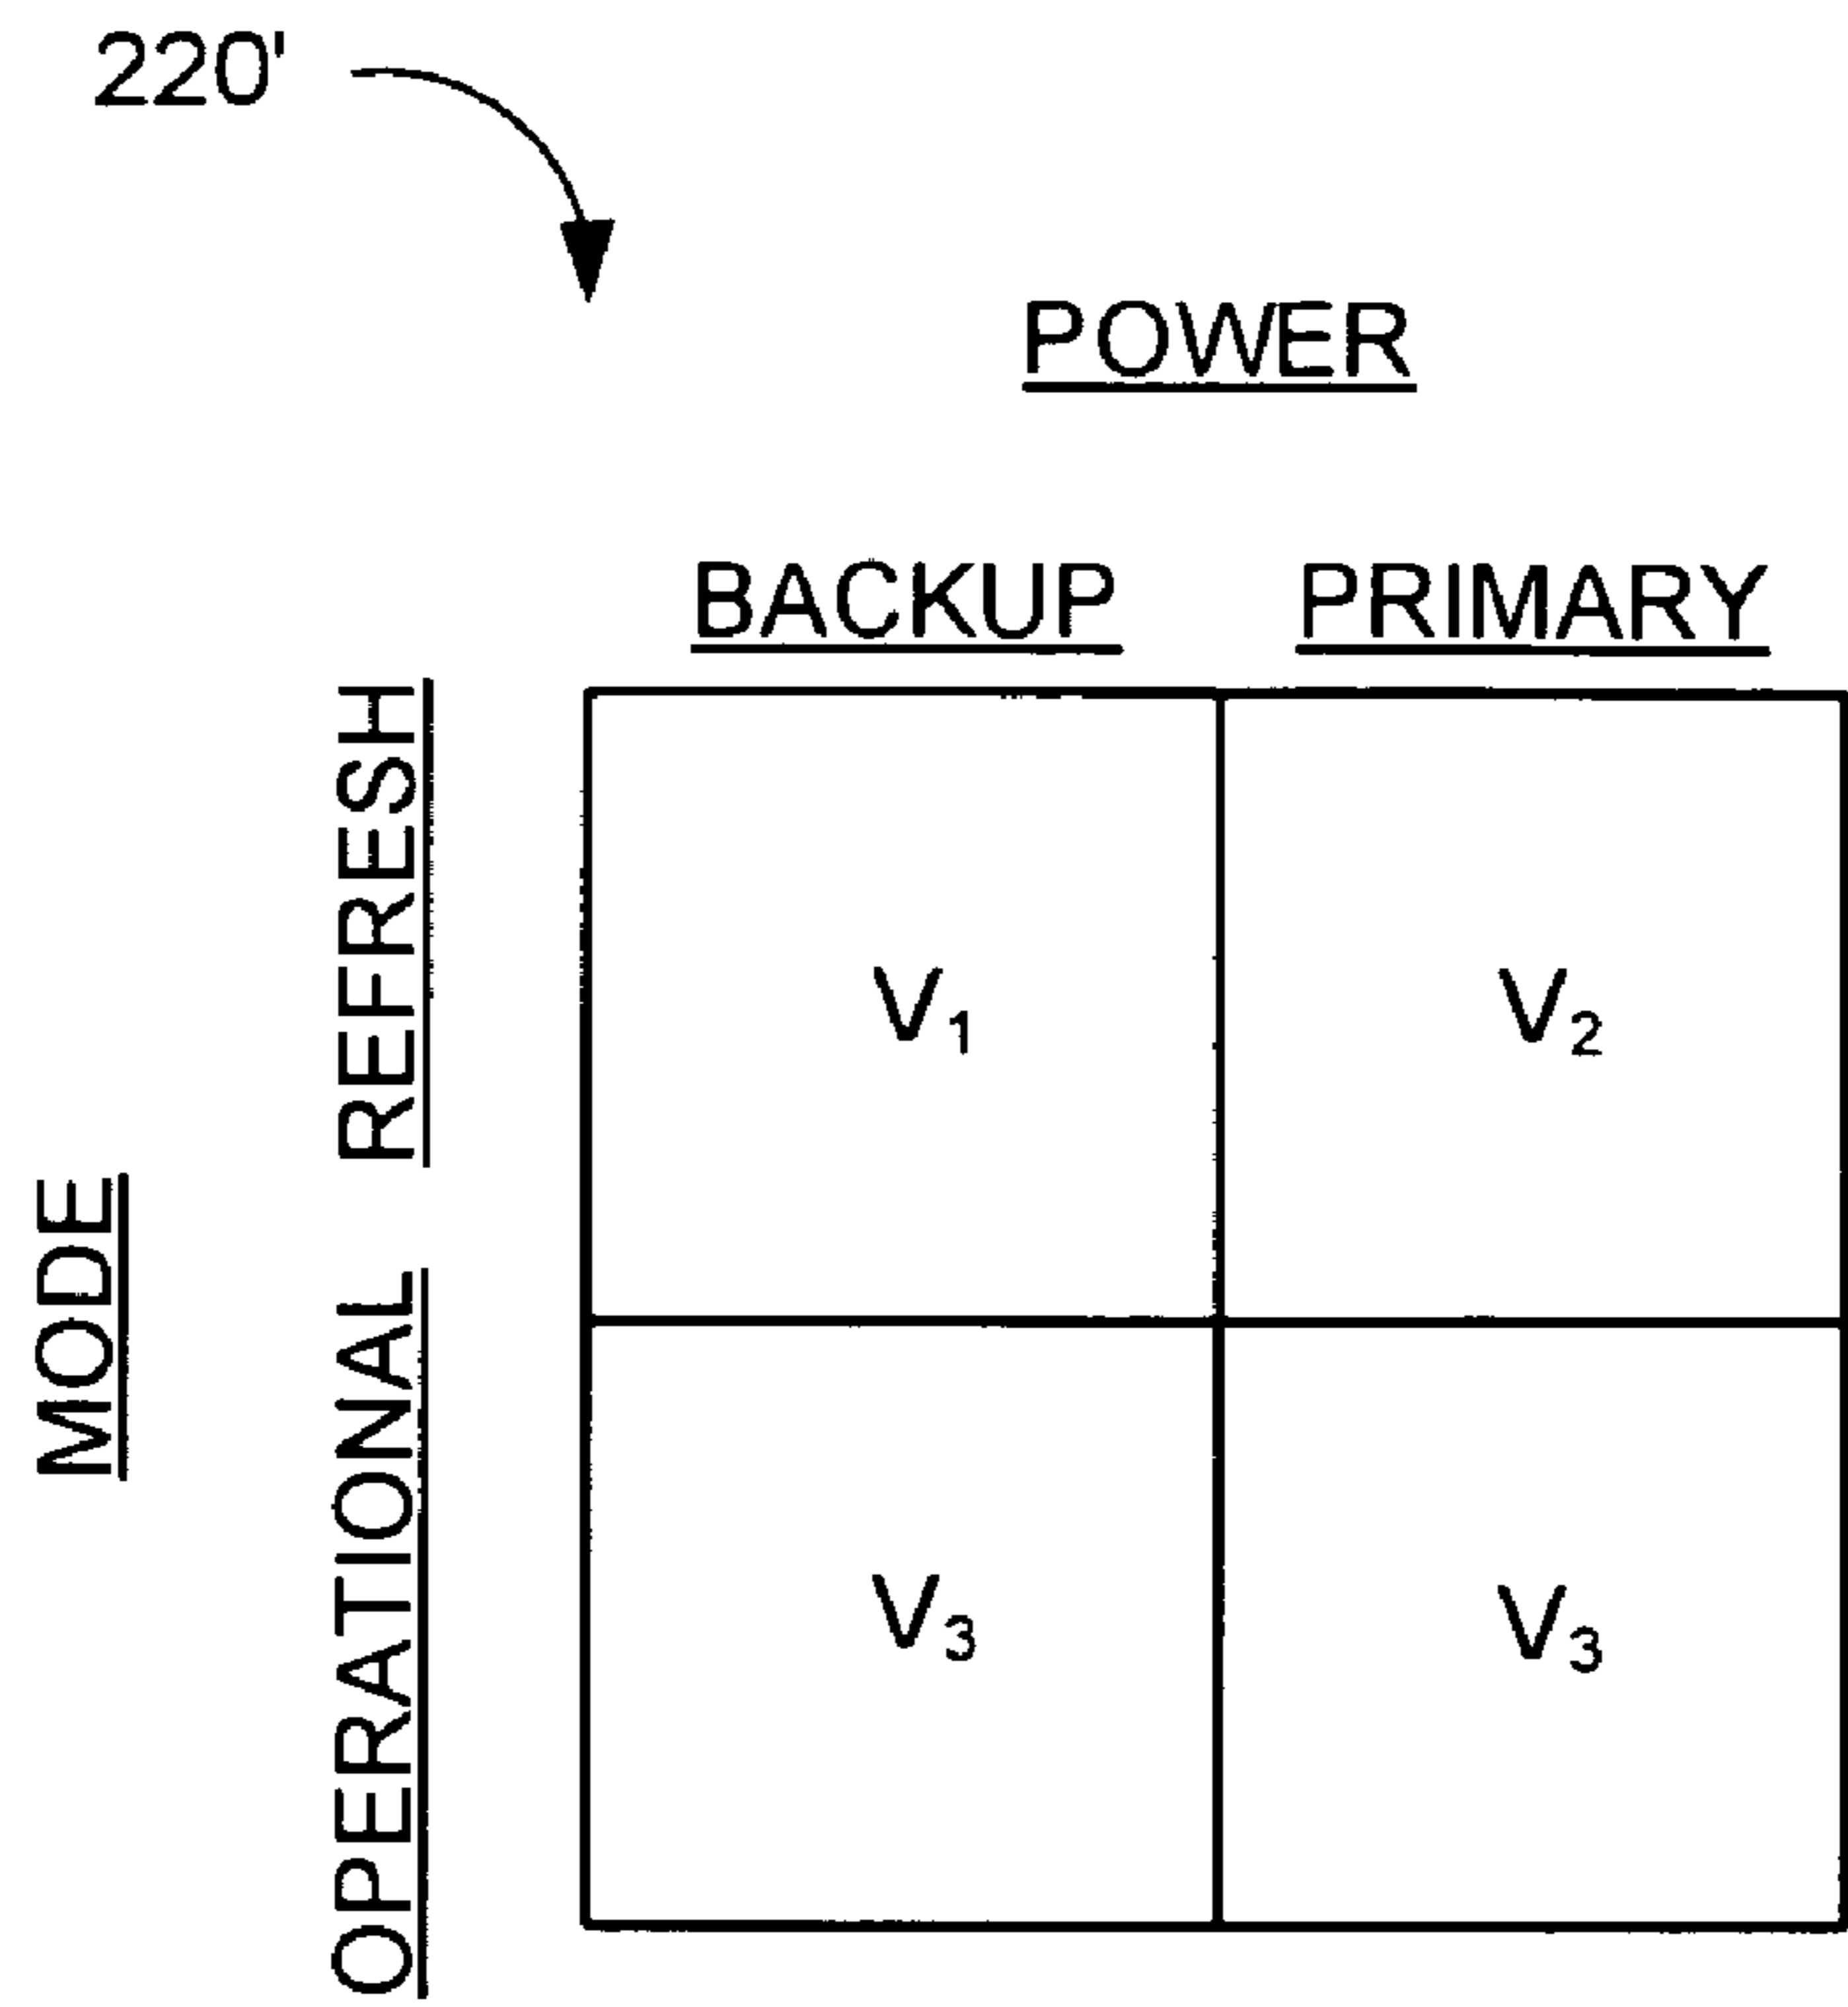 220'
POWER
BACKUP PRIMARY
MODE
REFRESH
V1 V2
OPERATIONAL
V3 V3